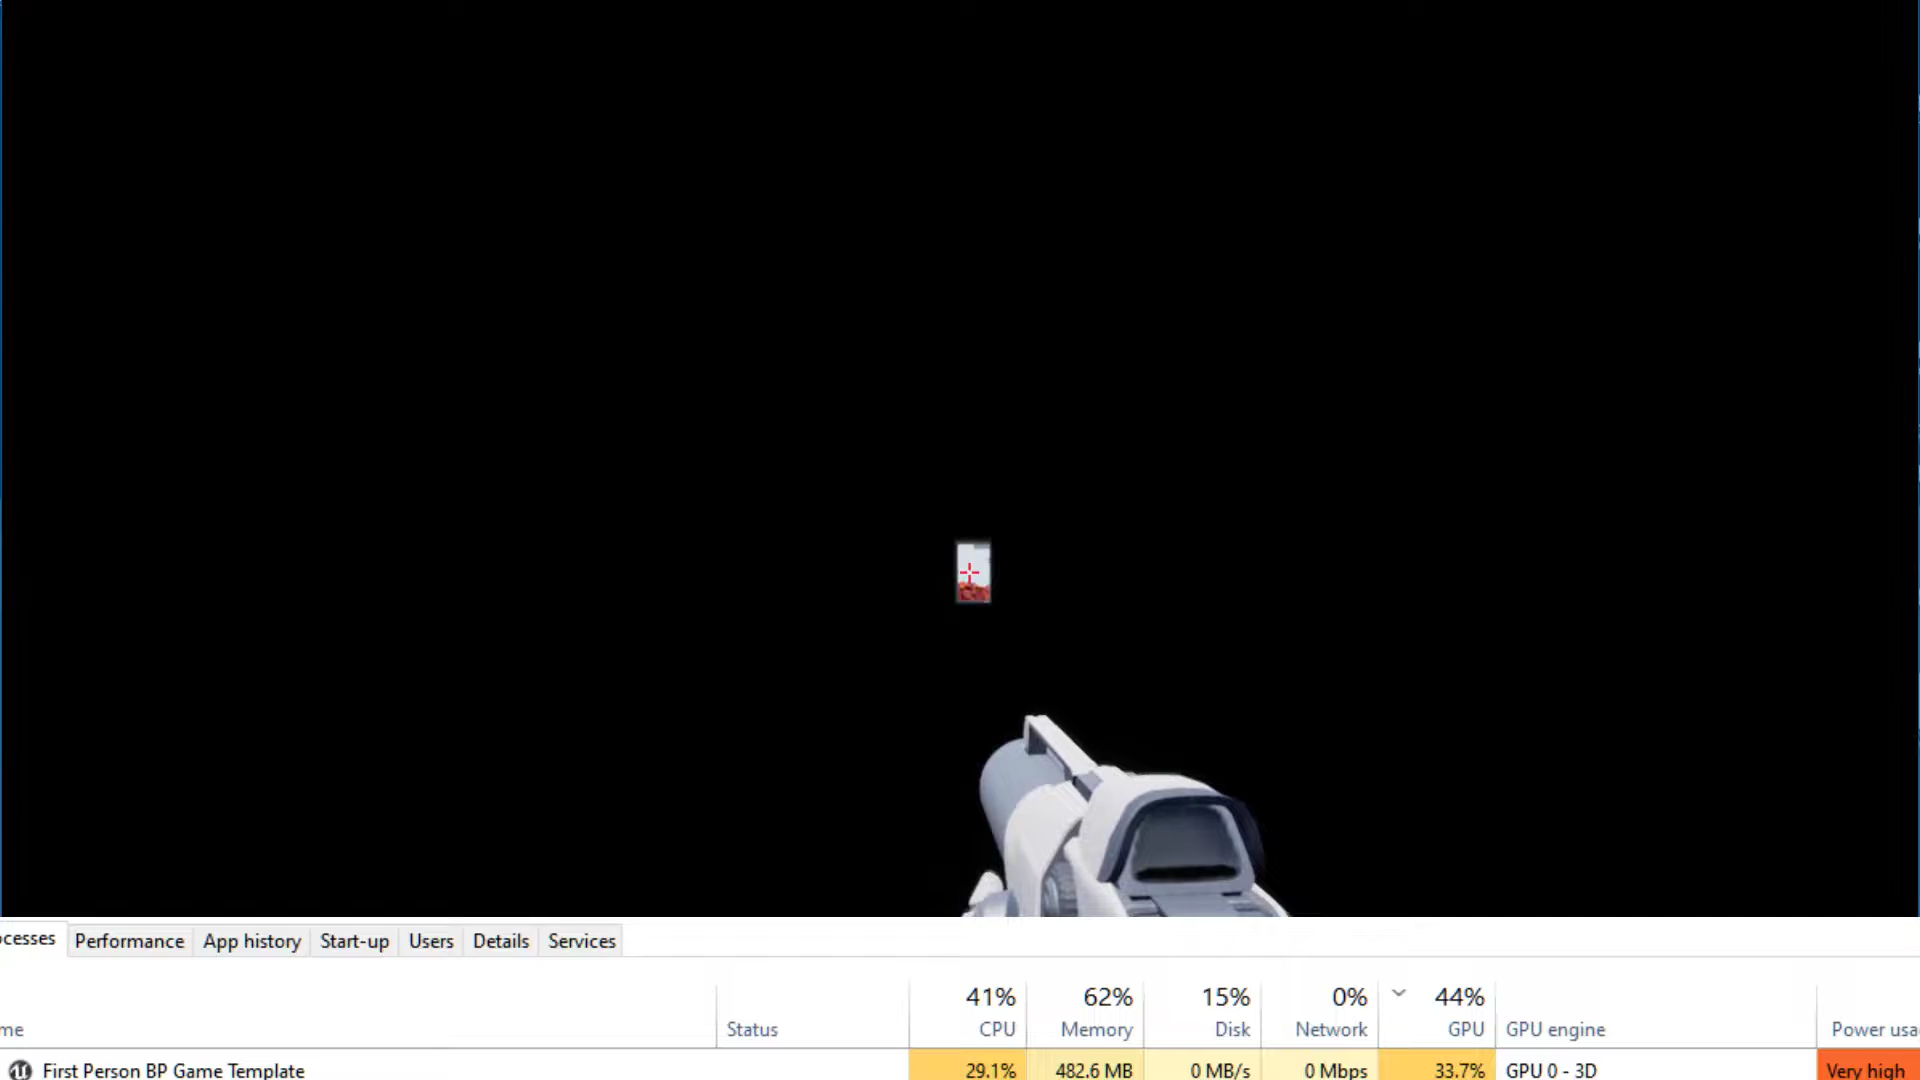 ocesses Performance App history Start-up Users Details Services
41% 62% 15% 0% 44%
me Status CPU Memory Disk Network GPU GPU engine Power usa
First Person BP Game Template 29.1% 482.6 MB 0 MB/s 0 Mbps 33.7% GPU 0 - 3D Very high